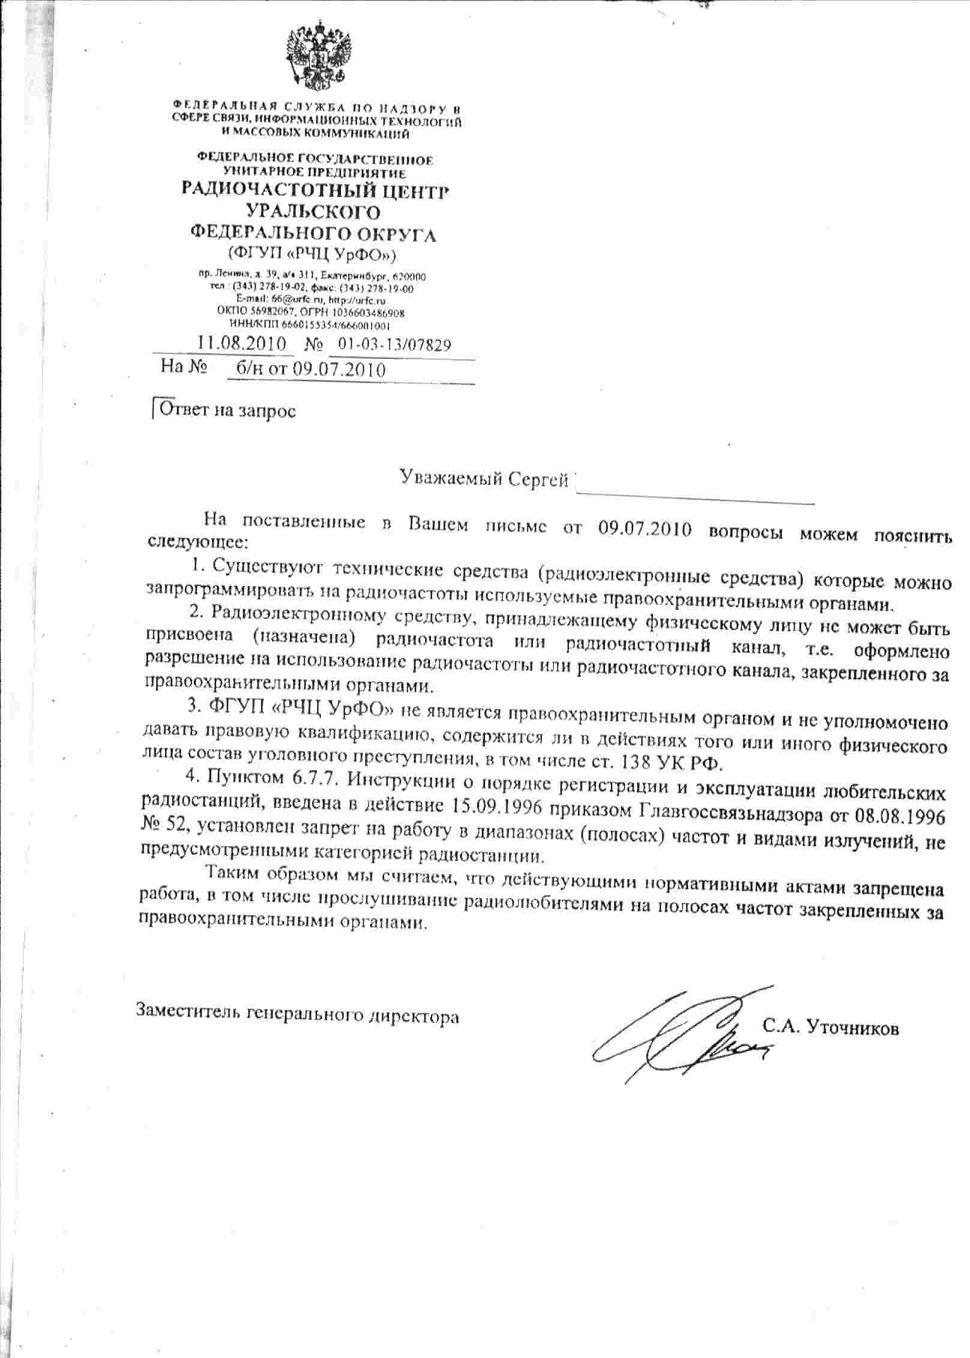 ФЕДЕРАЛЬНАЯ СЛУЖБА ПО НАДЗОРУ В
СФЕРЕ СВЯЗИ, ИНФОРМАЦИОННЫХ ТЕХНОЛОГИЙ
И МАССОВЫХ КОММУНИКАЦИЙ
ФЕДЕРАЛЬНОЕ ГОСУДАРСТВЕННОЕ
УНИТАРНОЕ ПРЕДПРИЯТИЕ
РАДИОЧАСТОТНЫЙ ЦЕНТР
УРАЛЬСКОГО
ФЕДЕРАЛЬНОГО ОКРУГА
(ФГУП «РЧЦ УрФО»)
пр. Ленина, д. 39, а/я 311, Екатеринбург, 620000
тел.: (343) 278-19-02, факс: (343) 278-19-00
E-mail: 66@urfc.ru, http://urfc.ru
ОКПО 56982067, ОГРН 1036603486908
ИНН/КПП 6660155354/666001001
11.08.2010 № 01-03-13/07829
На № б/н от 09.07.2010
Ответ на запрос
Уважаемый Сергей
На поставленные в Вашем письме от 09.07.2010 вопросы можем пояснить
следующее:
1. Существуют технические средства (радиоэлектронные средства) которые можно
запрограммировать на радиочастоты используемые правоохранительными органами.
2. Радиоэлектронному средству, принадлежащему физическому лицу не может быть
присвоена (назначена) радиочастота или радиочастотный канал, т.е. оформлено
разрешение на использование радиочастоты или радиочастотного канала, закрепленного за
правоохранительными органами.
3. ФГУП «РЧЦ УрФО» не является правоохранительным органом и не уполномочено
давать правовую квалификацию, содержится ли в действиях того или иного физического
лица состав уголовного преступления, в том числе ст. 138 УК РФ.
4. Пунктом 6.7.7. Инструкции о порядке регистрации и эксплуатации любительских
радиостанций, введена в действие 15.09.1996 приказом Главгоссвязьнадзора от 08.08.1996
№ 52, установлен запрет на работу в диапазонах (полосах) частот и видами излучений, не
предусмотренными категорией радиостанции.
Таким образом мы считаем, что действующими нормативными актами запрещена
работа, в том числе прослушивание радиолюбителями на полосах частот закрепленных за
правоохранительными органами.
Заместитель генерального директора
С.А. Уточников